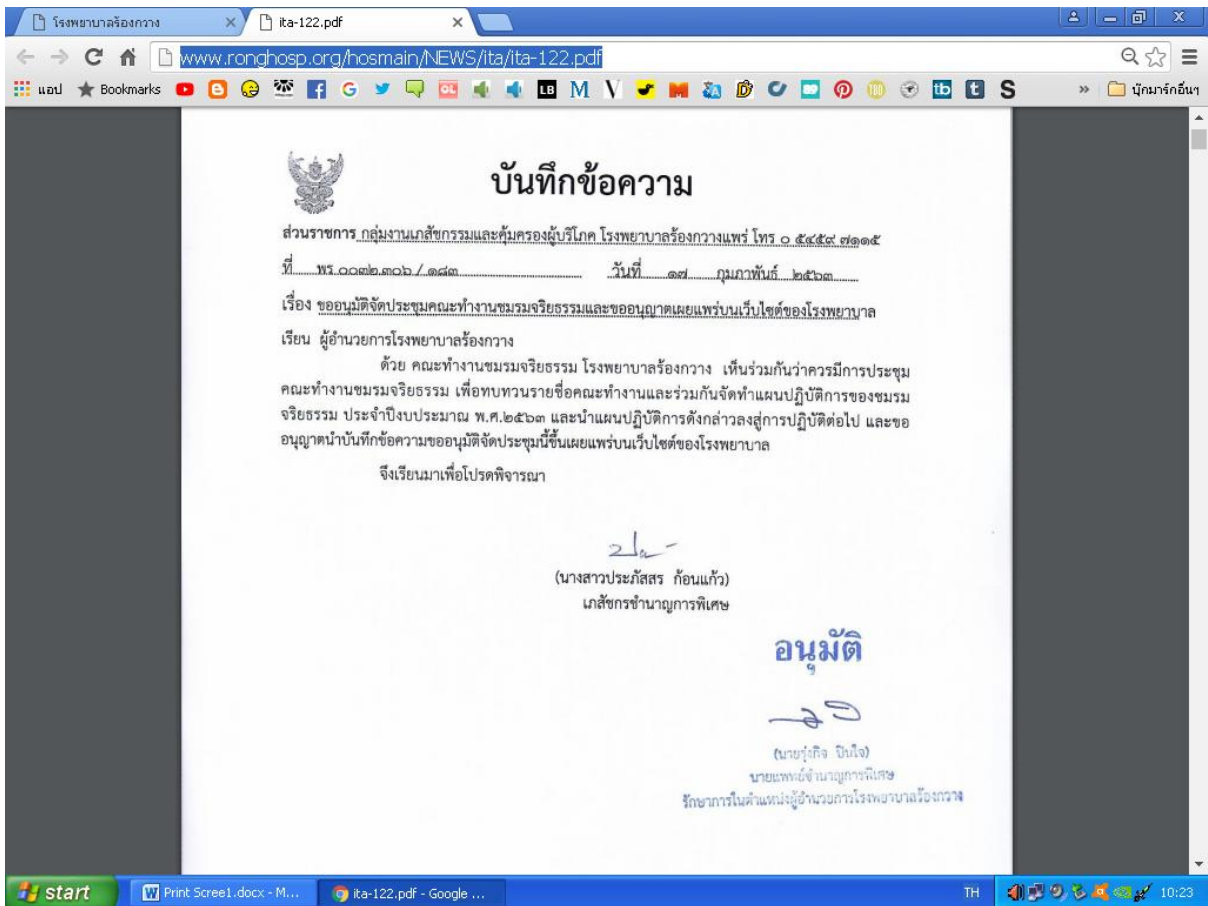 โรงพยาบาลร้องกวาง
ita-122.pdf
www.ronghosp.org/hosmain/NEWS/ita/ita-122.pdf
แอป Bookmarks
» บุ๊กมาร์กอื่นๆ
บันทึกข้อความ
ส่วนราชการ กลุ่มงานเภสัชกรรมและคุ้มครองผู้บริโภค โรงพยาบาลร้องกวางแพร่ โทร ๐ ๕๔๕๙ ๗๑๑๕
ที่ พร ๐๐๓๒.๓๐๖ / ๑๘๓ วันที่ ๑๗ กุมภาพันธ์ ๒๕๖๓
เรื่อง ขออนุมัติจัดประชุมคณะทำงานชมรมจริยธรรมและขออนุญาตเผยแพร่บนเว็บไซต์ของโรงพยาบาล
เรียน ผู้อำนวยการโรงพยาบาลร้องกวาง
ด้วย คณะทำงานชมรมจริยธรรม โรงพยาบาลร้องกวาง เห็นร่วมกันว่าควรมีการประชุม
คณะทำงานชมรมจริยธรรม เพื่อทบทวนรายชื่อคณะทำงานและร่วมกันจัดทำแผนปฏิบัติการของชมรม
จริยธรรม ประจำปีงบประมาณ พ.ศ.๒๕๖๓ และนำแผนปฏิบัติการดังกล่าวลงสู่การปฏิบัติต่อไป และขอ
อนุญาตนำบันทึกข้อความขออนุมัติจัดประชุมนี้ขึ้นเผยแพร่บนเว็บไซต์ของโรงพยาบาล
จึงเรียนมาเพื่อโปรดพิจารณา
(นางสาวประภัสสร ก้อนแก้ว)
เภสัชกรชำนาญการพิเศษ
อนุมัติ
(นายรุ่งกิจ ปินใจ)
นายแพทย์ชำนาญการพิเศษ
รักษาการในตำแหน่งผู้อำนวยการโรงพยาบาลร้องกวาง
start Print Scree1.docx - M... ita-122.pdf - Google ... TH 10:23